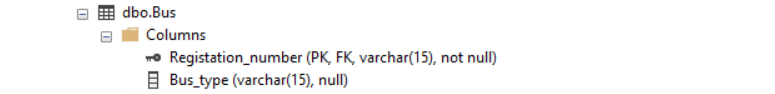 dbo.Bus
Columns
Registation_number (PK, FK, varchar(15), not null)
Bus_type (varchar(15), null)